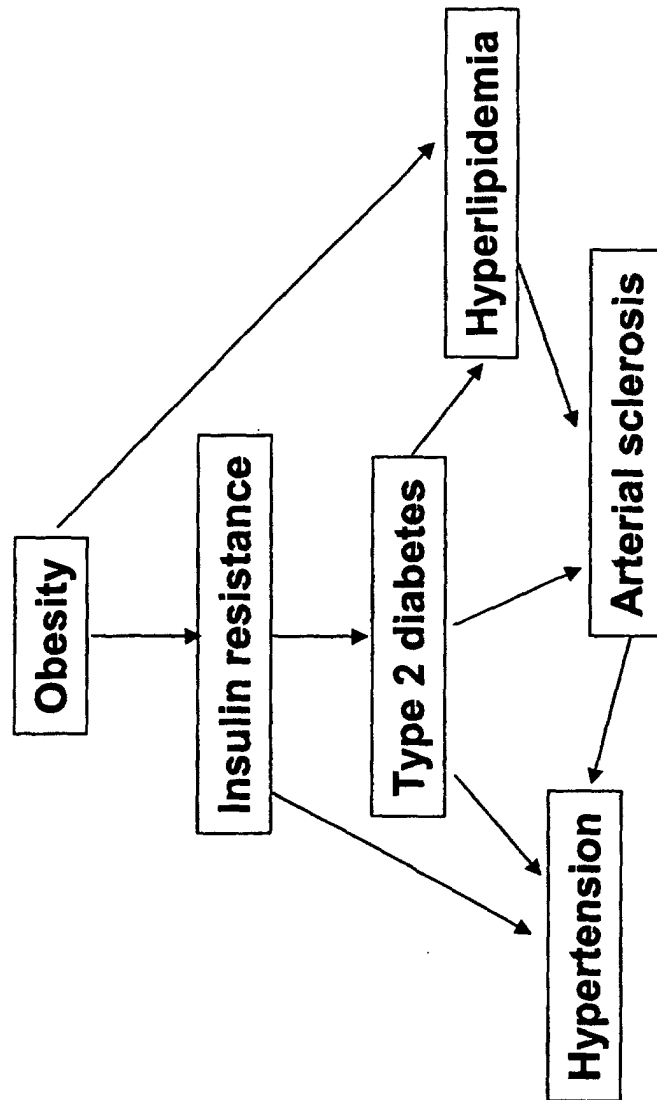 Obesity
Insulin resistance
Type 2 diabetes
Hyperlipidemia
Arterial sclerosis
Hypertension